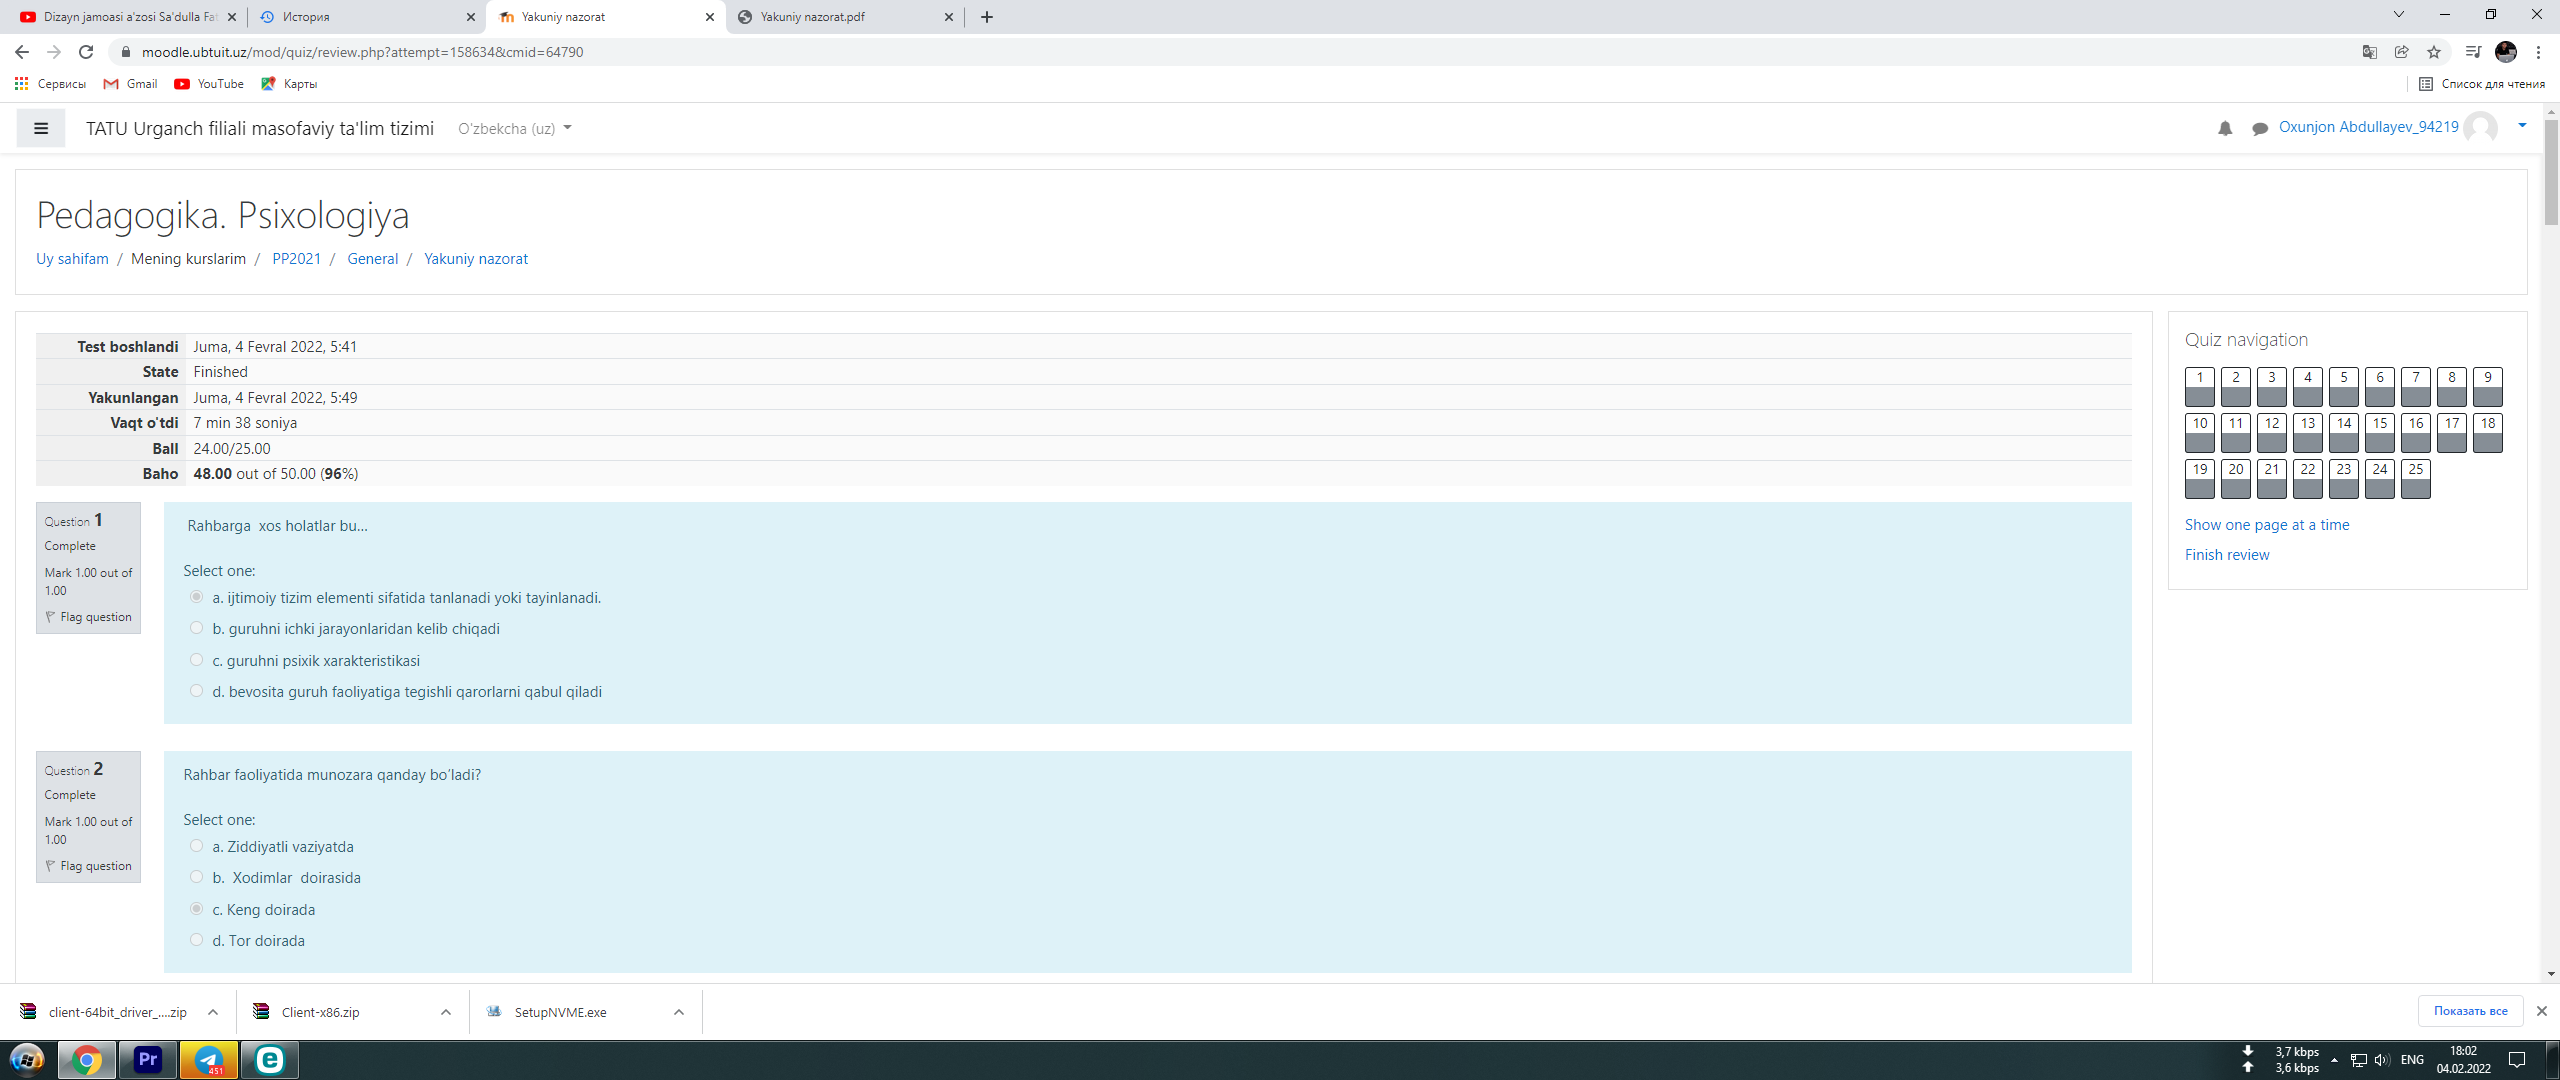 Dizayn jamoasi a'zosi Sa'dulla Fat
История
Yakuniy nazorat
Yakuniy nazorat.pdf
moodle.ubtuit.uz/mod/quiz/review.php?attempt=158634&cmid=64790
Сервисы
Gmail
YouTube
Карты
Список для чтения
TATU Urganch filiali masofaviy ta'lim tizimi
O'zbekcha (uz)
Oxunjon Abdullayev_94219
Pedagogika. Psixologiya
Uy sahifam / Mening kurslarim / PP2021 / General / Yakuniy nazorat
Test boshlandi Juma, 4 Fevral 2022, 5:41
State Finished
Yakunlangan Juma, 4 Fevral 2022, 5:49
Vaqt o'tdi 7 min 38 soniya
Ball 24.00/25.00
Baho 48.00 out of 50.00 (96%)
Question 1
Complete
Mark 1.00 out of
1.00
Flag question
Rahbarga xos holatlar bu...
Select one:
a. ijtimoiy tizim elementi sifatida tanlanadi yoki tayinlanadi.
b. guruhni ichki jarayonlaridan kelib chiqadi
c. guruhni psixik xarakteristikasi
d. bevosita guruh faoliyatiga tegishli qarorlarni qabul qiladi
Question 2
Complete
Mark 1.00 out of
1.00
Flag question
Rahbar faoliyatida munozara qanday bo'ladi?
Select one:
a. Ziddiyatli vaziyatda
b. Xodimlar doirasida
c. Keng doirada
d. Tor doirada
Quiz navigation
1 2 3 4 5 6 7 8 9
10 11 12 13 14 15 16 17 18
19 20 21 22 23 24 25
Show one page at a time
Finish review
client-64bit_driver_....zip
Client-x86.zip
SetupNVME.exe
Показать все
Pr
451
3,7 kbps
3,6 kbps
ENG
18:02
04.02.2022